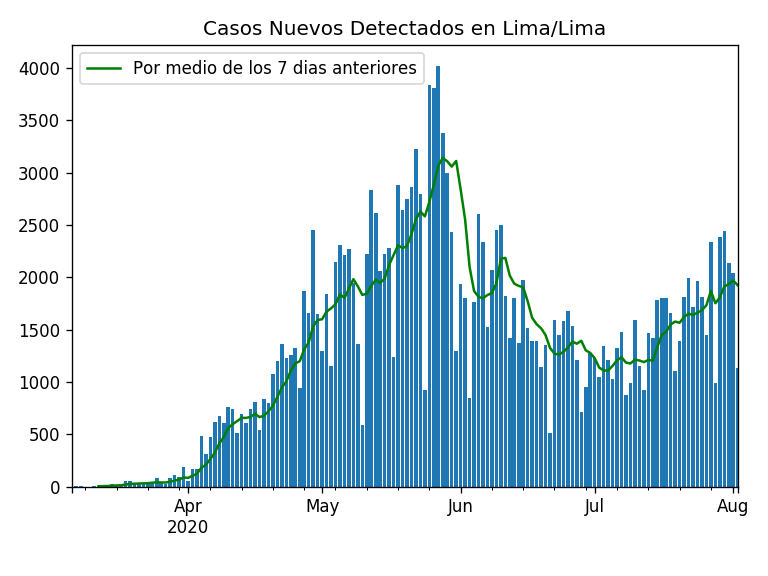 Casos Nuevos Detectados en Lima/Lima
Por medio de los 7 dias anteriores
4000
3500
3000
2500
2000
1500
1000
500
0
Apr
2020
May
Jun
Jul
Aug